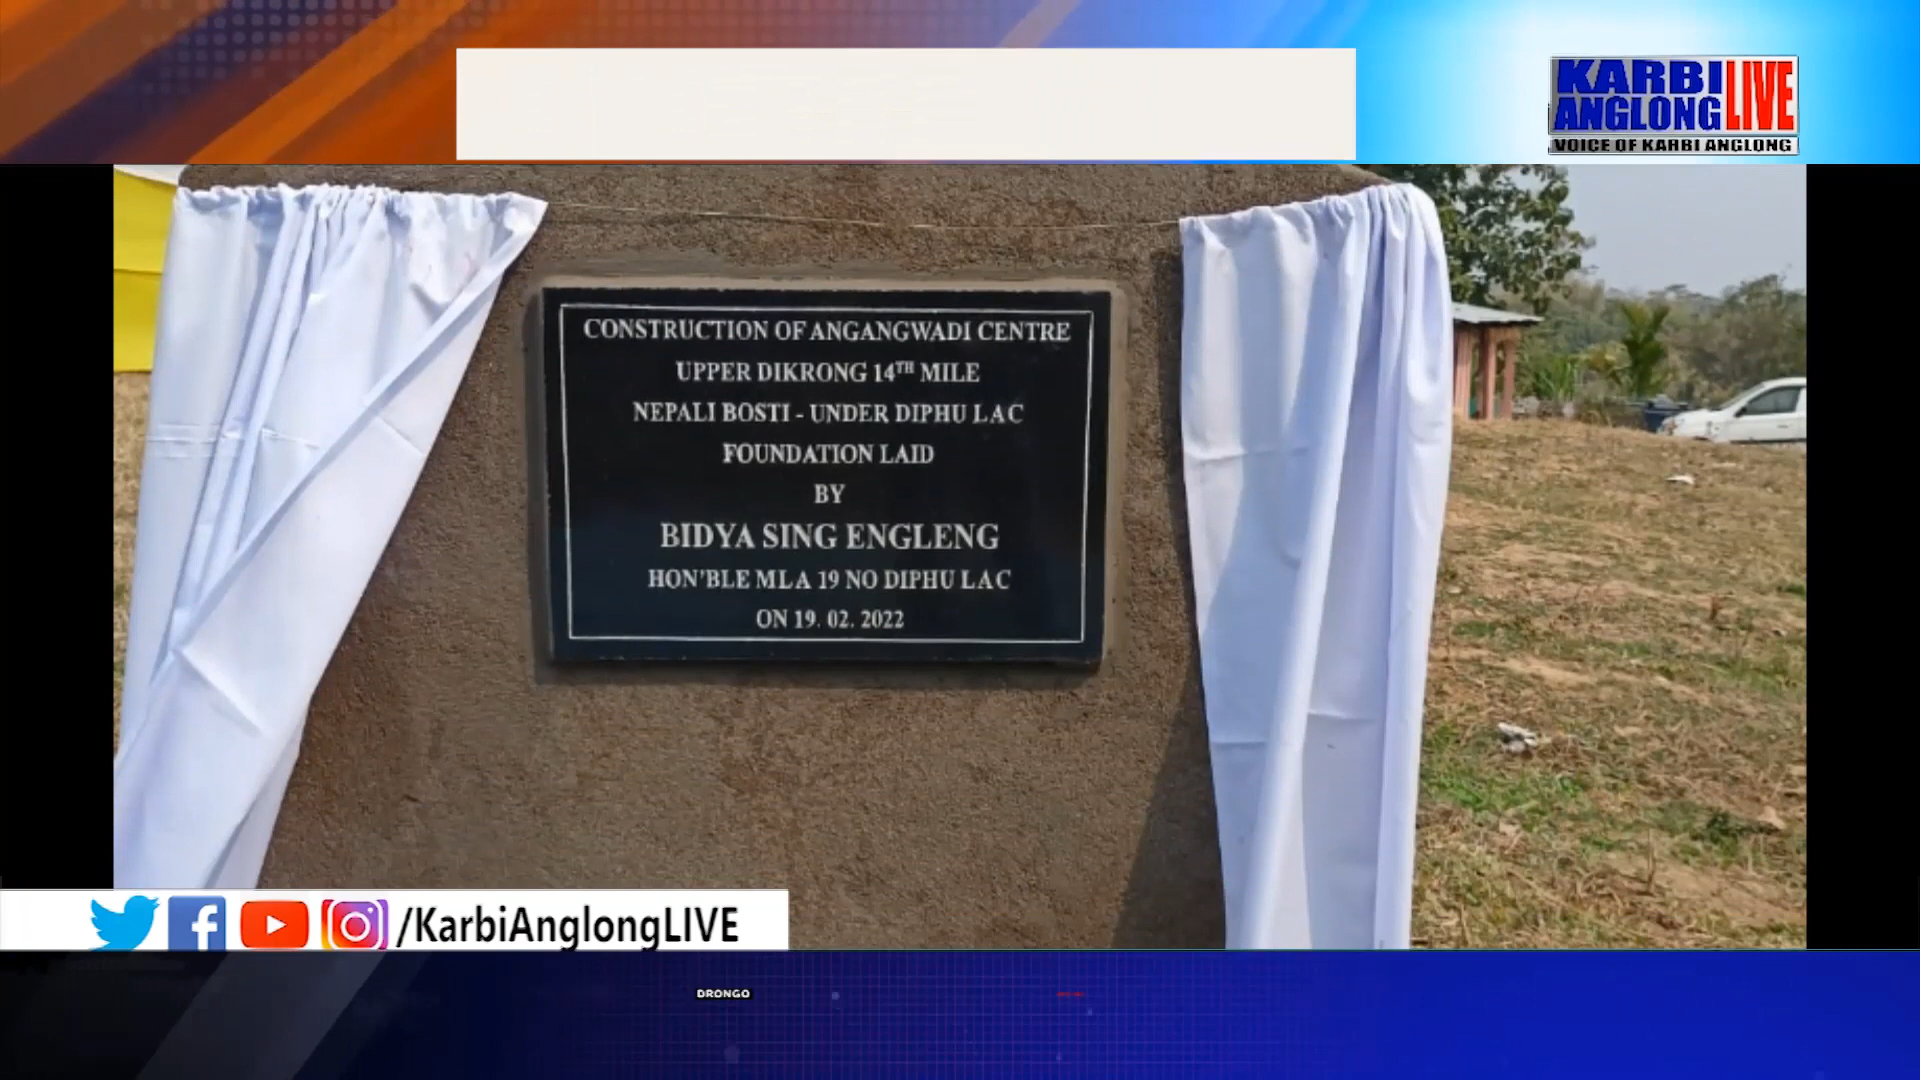 KARBI
ANGLONG LIVE
VOICE OF KARBI ANGLONG
CONSTRUCTION OF ANGANGWADI CENTRE
UPPER DIKRONG 14TH MILE
NEPALI BOSTI - UNDER DIPHU LAC
FOUNDATION LAID
BY
BIDYA SING ENGLENG
HON'BLE MLA 19 NO DIPHU LAC
ON 19. 02. 2022
/KarbiAnglongLIVE
DRONGO